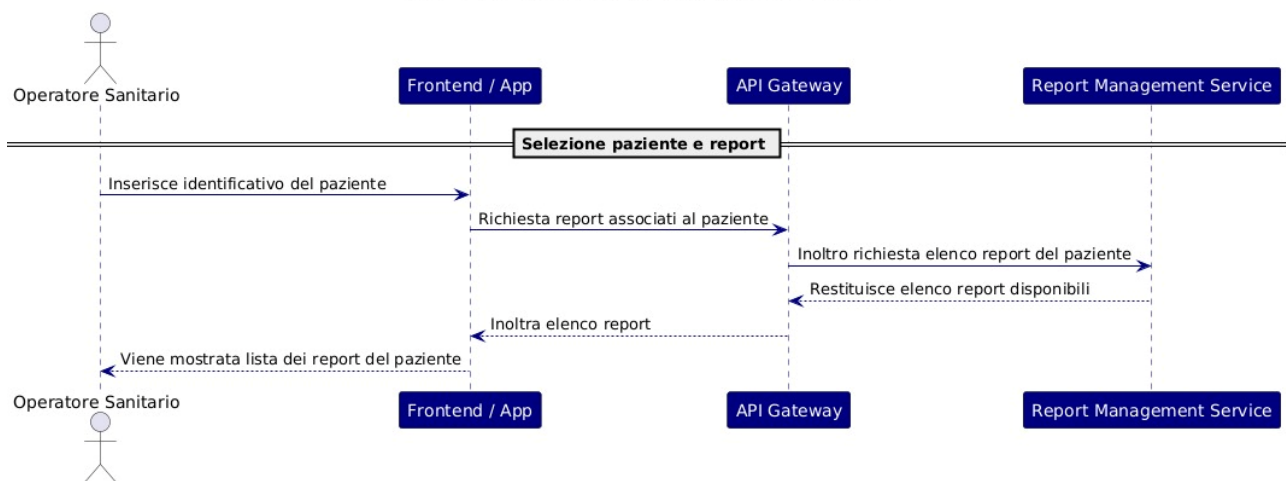 Operatore Sanitario
Frontend / App
API Gateway
Report Management Service
Selezione paziente e report
Inserisce identificativo del paziente
Richiesta report associati al paziente
Inoltro richiesta elenco report del paziente
Restituisce elenco report disponibili
Inoltra elenco report
Viene mostrata lista dei report del paziente
Operatore Sanitario
Frontend / App
API Gateway
Report Management Service